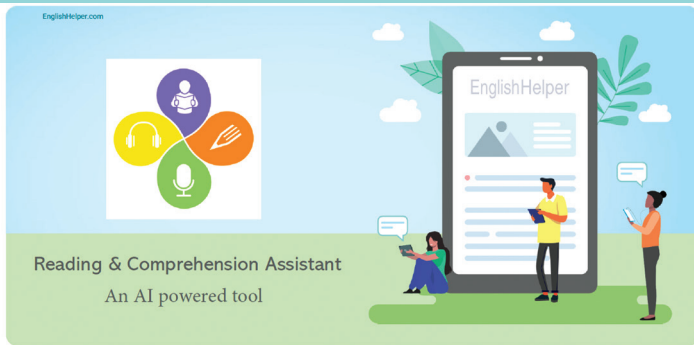 EnglishHelper.com
EnglishHelper
Reading & Comprehension Assistant
An AI powered tool